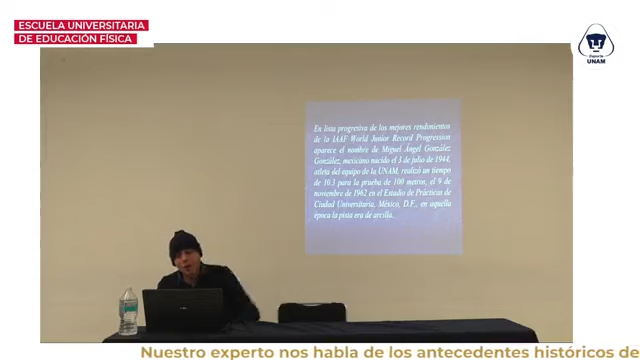 ESCUELA UNIVERSITARIA
DE EDUCACIÓN FÍSICA
Deporte
UNAM
En lista progresiva de los mejores rendimientos
de la IAAF World Junior Record Progression
aparece el nombre de Miguel Ángel González
González, mexicano nacido el 3 de julio de 1944,
atleta del equipo de la UNAM, realizó un tiempo
de 10.3 para la prueba de 100 metros, el 9 de
noviembre de 1962 en el Estadio de Prácticas de
Ciudad Universitaria, México, D.F., en aquella
época la pista era de arcilla.
Nuestro experto nos habla de los antecedentes históricos de